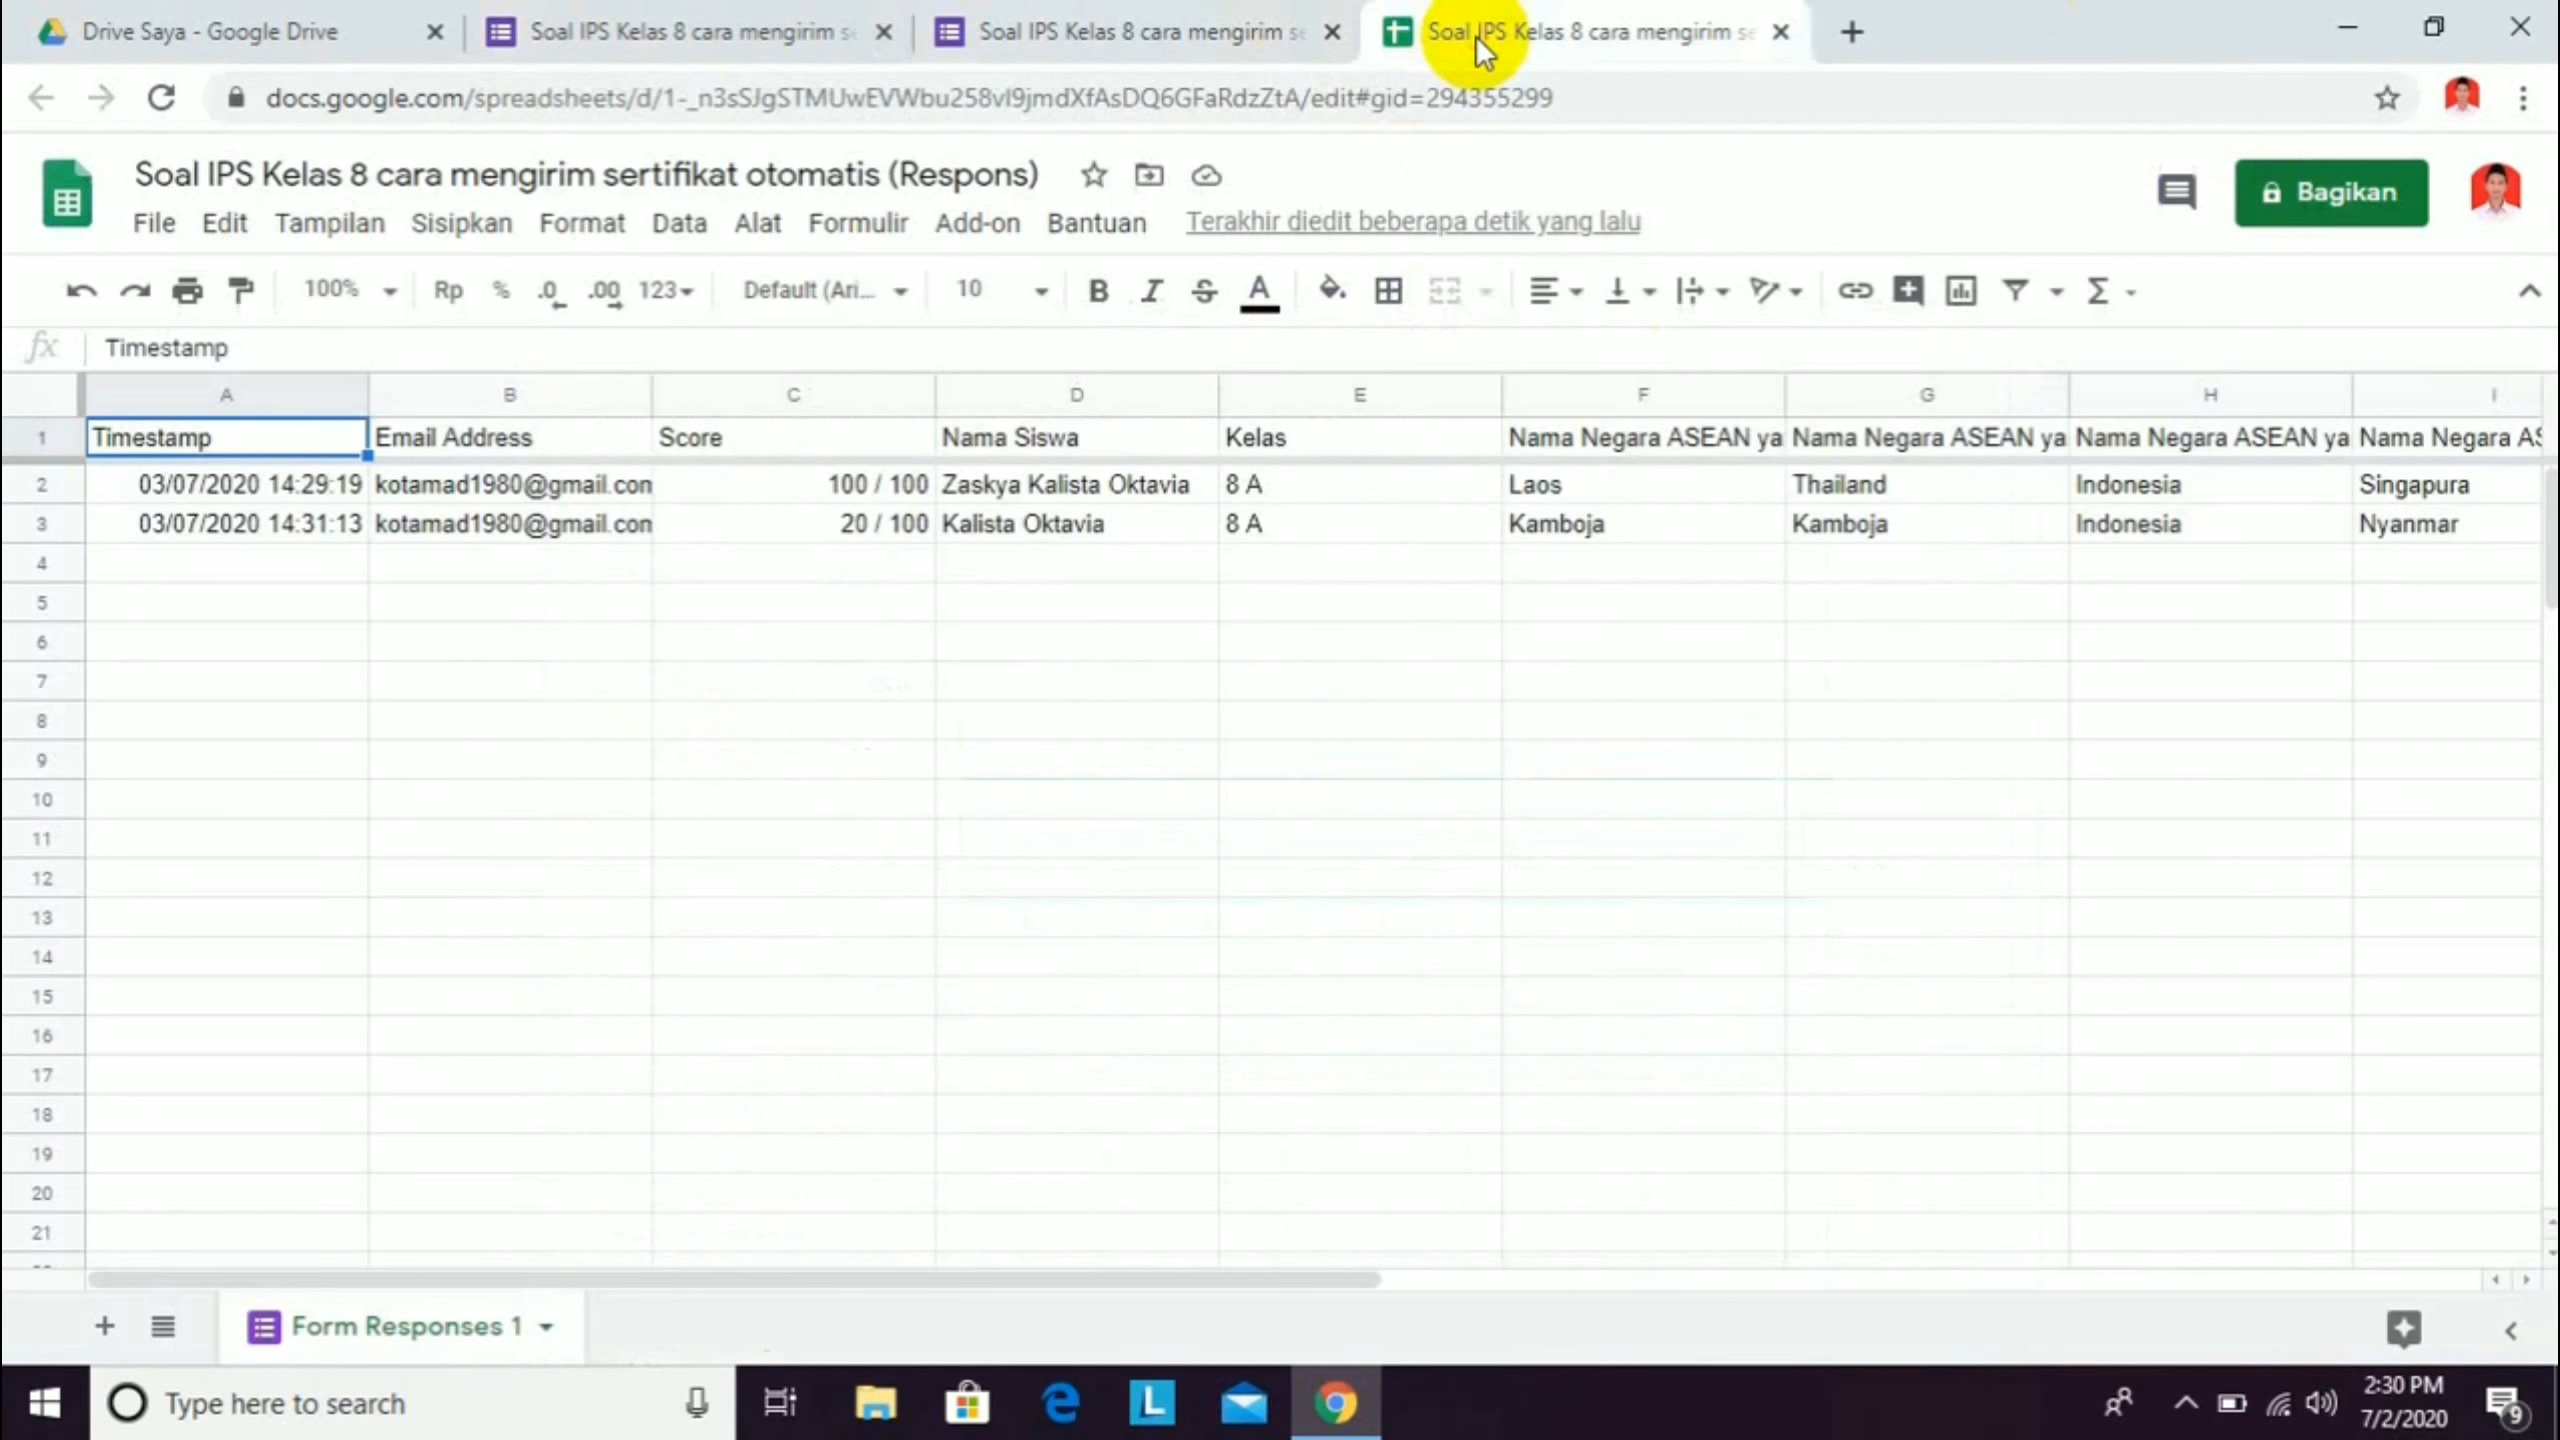 Drive Saya - Google Drive
Soal IPS Kelas 8 cara mengirim s
Soal IPS Kelas 8 cara mengirim s
Soal IPS Kelas 8 cara mengirim s
docs.google.com/spreadsheets/d/1-_n3sSJgSTMUwEVWbu258vI9jmdXfAsDQ6GFaRdzZtA/edit#gid=294355299
Soal IPS Kelas 8 cara mengirim sertifikat otomatis (Respons)
Bagikan
File Edit Tampilan Sisipkan Format Data Alat Formulir Add-on Bantuan Terakhir diedit beberapa detik yang lalu
100% Rp % .0 .00 123 Default (Ari... 10 B I S A Σ
fx Timestamp
A B C D E F G H I
1 Timestamp Email Address Score Nama Siswa Kelas Nama Negara ASEAN ya Nama Negara ASEAN ya Nama Negara ASEAN ya Nama Negara AS
2 03/07/2020 14:29:19 kotamad1980@gmail.com 100 / 100 Zaskya Kalista Oktavia 8 A Laos Thailand Indonesia Singapura
3 03/07/2020 14:31:13 kotamad1980@gmail.com 20 / 100 Kalista Oktavia 8 A Kamboja Kamboja Indonesia Nyanmar
4
5
6
7
8
9
10
11
12
13
14
15
16
17
18
19
20
21
Form Responses 1
Type here to search
2:30 PM
7/2/2020
9